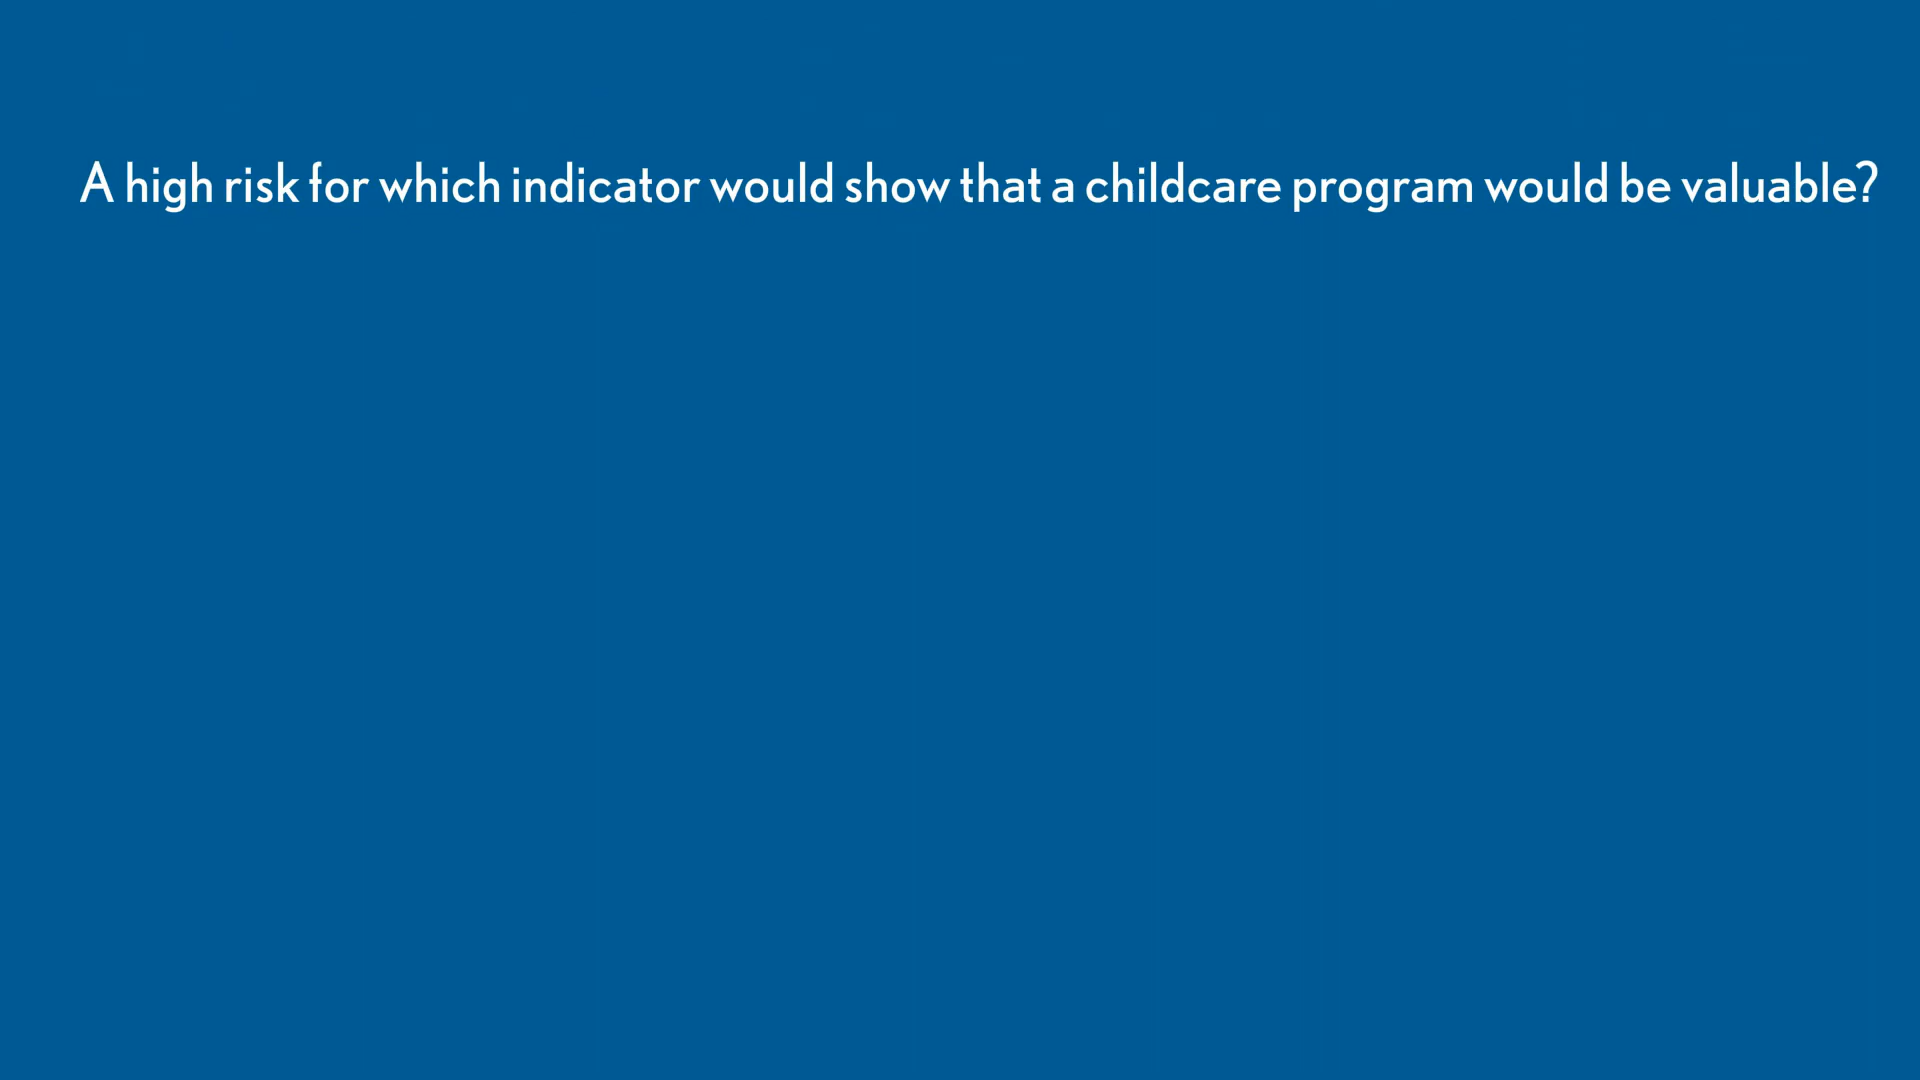 A high risk for which indicator would show that a childcare program would be valuable?